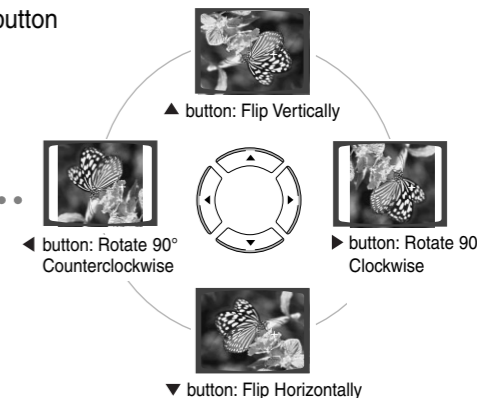 button
▲ button: Flip Vertically
◀ button: Rotate 90°
Counterclockwise
▶ button: Rotate 90
Clockwise
▼ button: Flip Horizontally